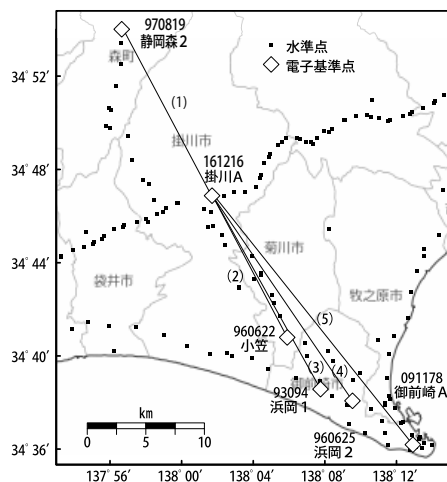 970819
静岡森2
水準点
電子基準点
森町
34°52′
(1)
掛川市
161216
掛川A
34°48′
菊川市
34°44′
(2)
袋井市
牧之原市
960622
小笠
(5)
34°40′
(3)
(4)
御前崎市
091178
御前崎A
93094
浜岡1
km
0
5
10
960625
浜岡2
34°36′
137°56′
138°00′
138°04′
138°08′
138°12′